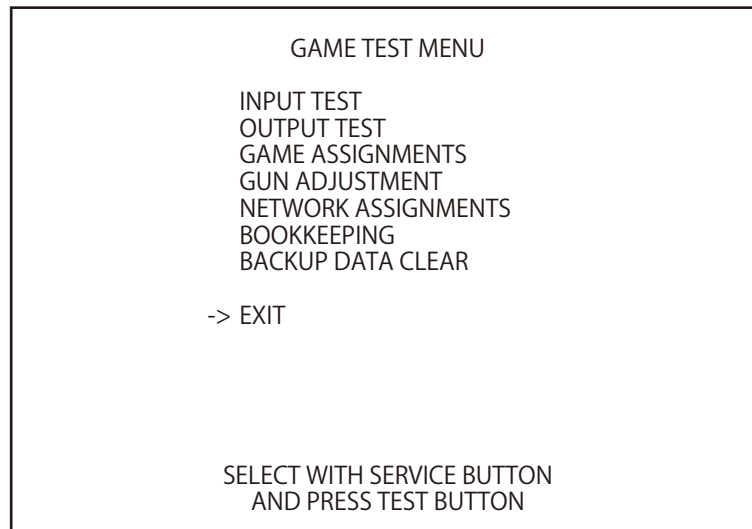 GAME TEST MENU
INPUT TEST
OUTPUT TEST
GAME ASSIGNMENTS
GUN ADJUSTMENT
NETWORK ASSIGNMENTS
BOOKKEEPING
BACKUP DATA CLEAR
-> EXIT
SELECT WITH SERVICE BUTTON
AND PRESS TEST BUTTON